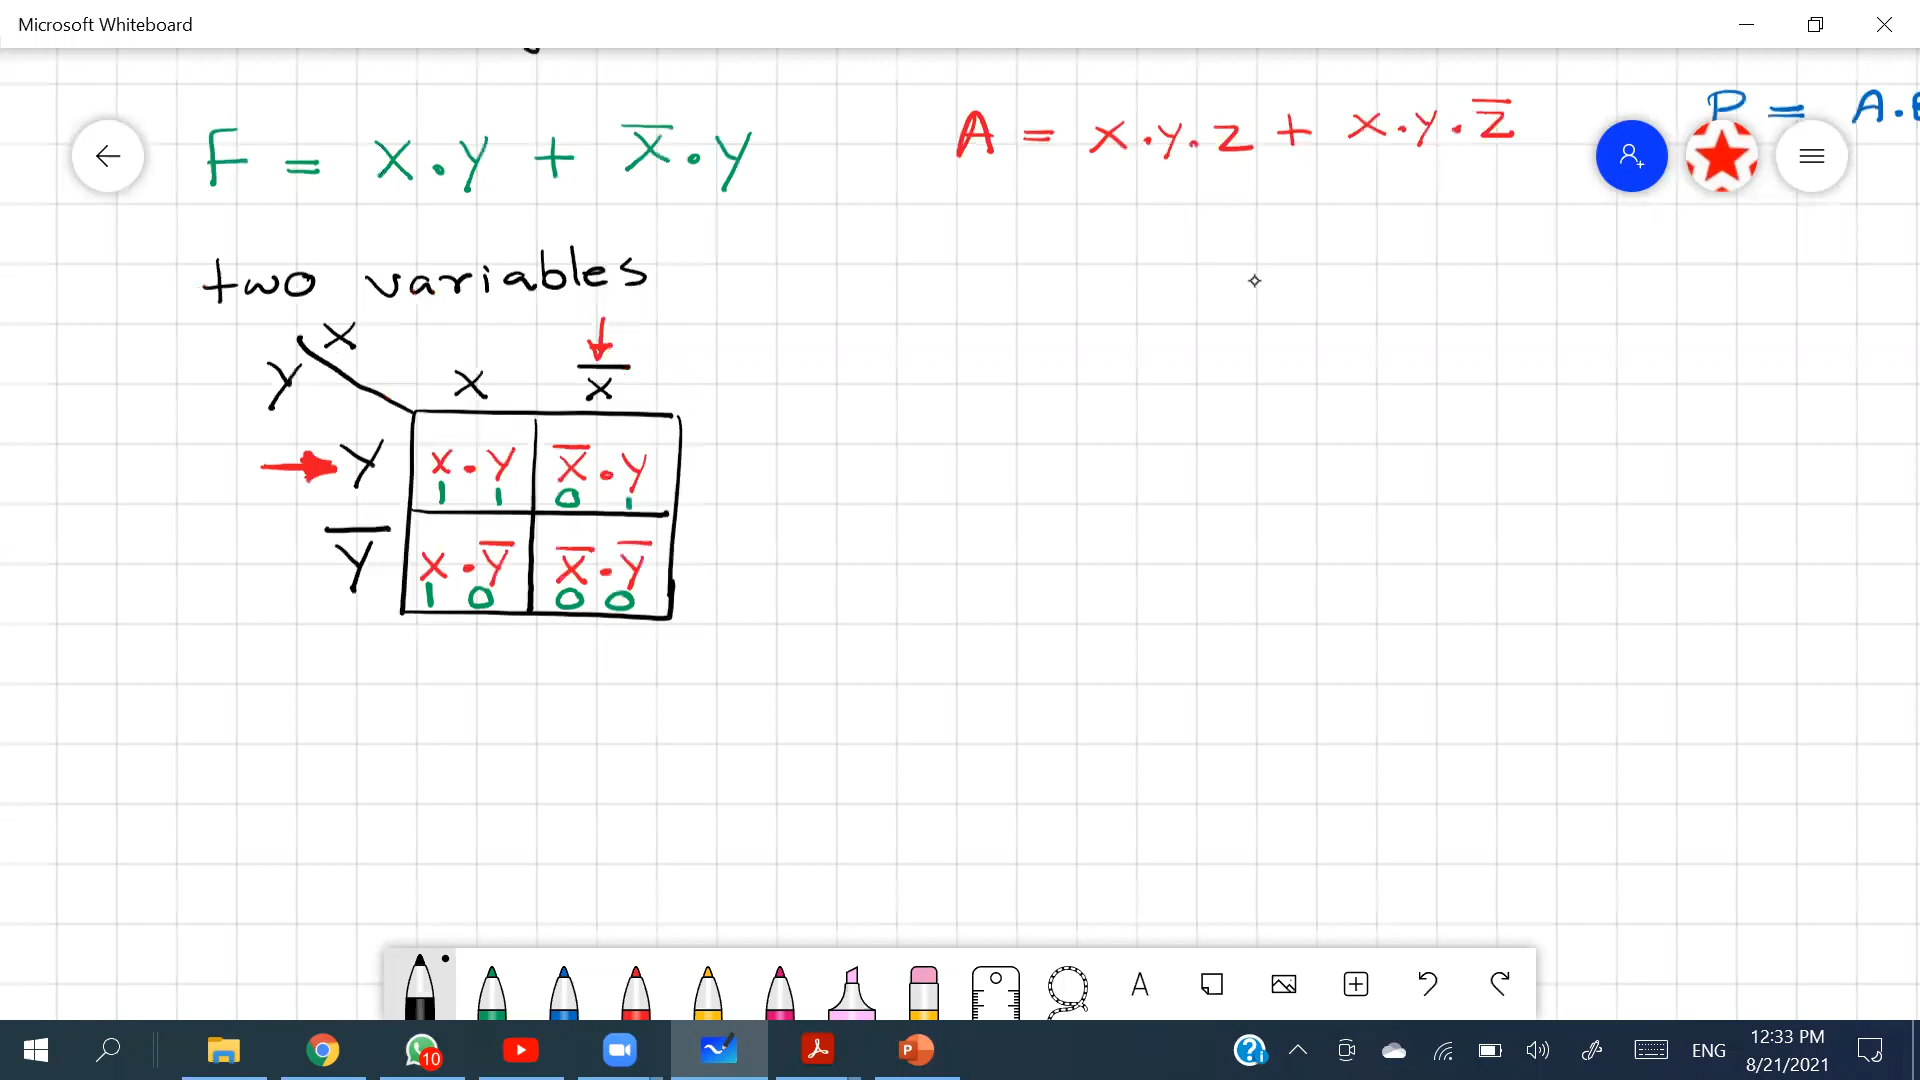 Microsoft Whiteboard
F = X.Y + X̅.Y
A = X.Y.Z + X.Y.Z̅
P = A.B
two variables
X
Y
X X̅
Y X.Y X̅.Y
1 1 0 1
Y̅ X.Y̅ X̅.Y̅
1 0 0 0
A
10
P
ENG
12:33 PM
8/21/2021